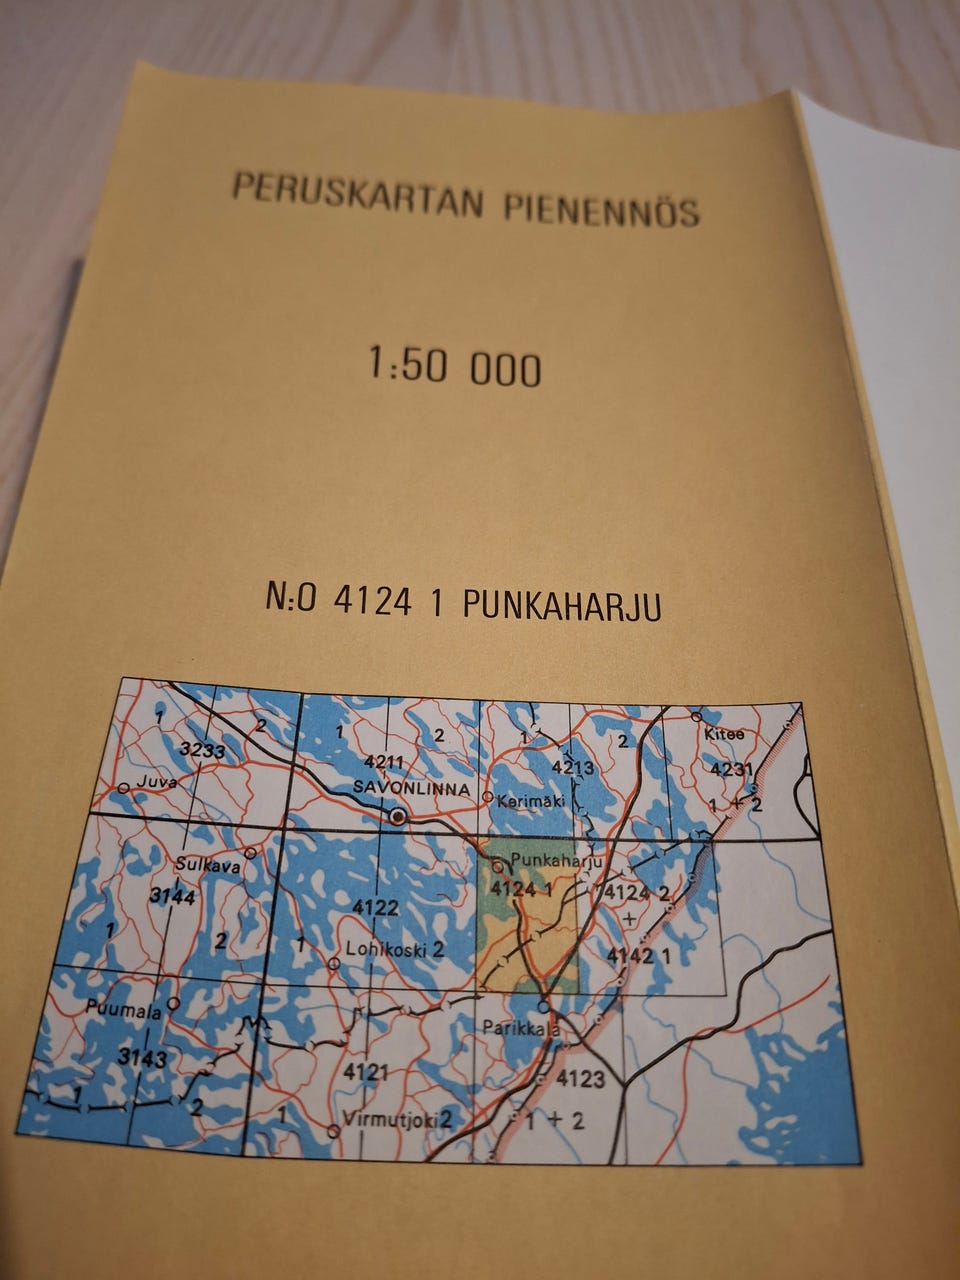 PERUSKARTAN PIENENNÖS
1:50 000
N:O 4124 1 PUNKAHARJU
1 2 1 2 1 2 Kitee
3233 4211 4213 4231
Juva SAVONLINNA Kerimäki 1 + 2
Sulkava Punkaharju
3144 4122 4124 1 4124 2
+
1 2 1 Lohikoski 2 4142 1
Puumala Parikkala
3143 4121 4123
1 2 1 Virmutjoki 2 1 + 2